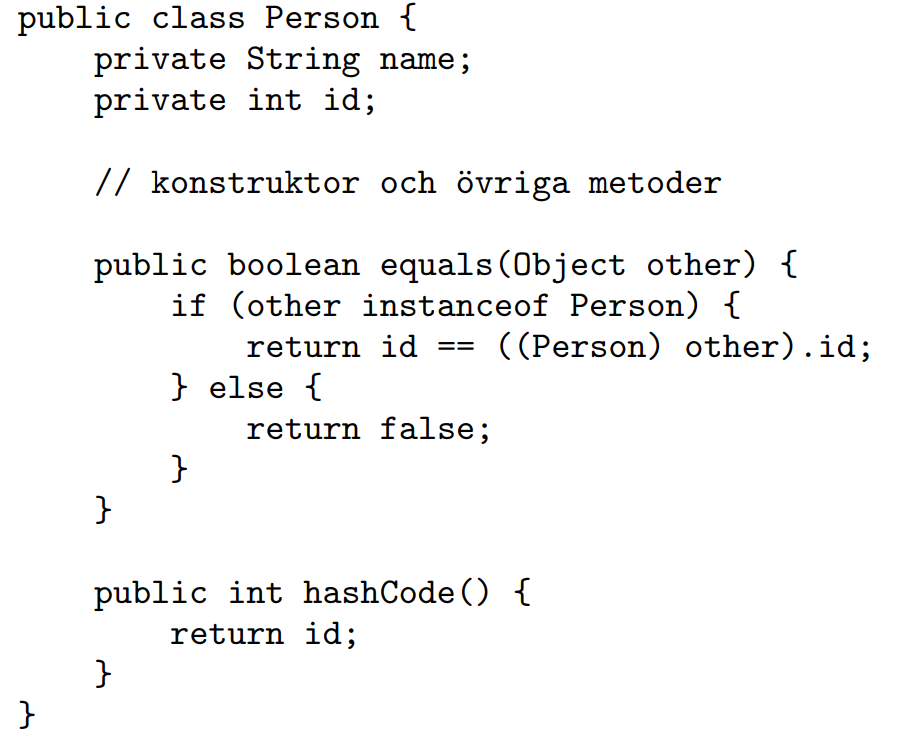 public class Person {
    private String name;
    private int id;

    // konstruktor och övriga metoder

    public boolean equals(Object other) {
        if (other instanceof Person) {
            return id == ((Person) other).id;
        } else {
            return false;
        }
    }

    public int hashCode() {
        return id;
    }
}